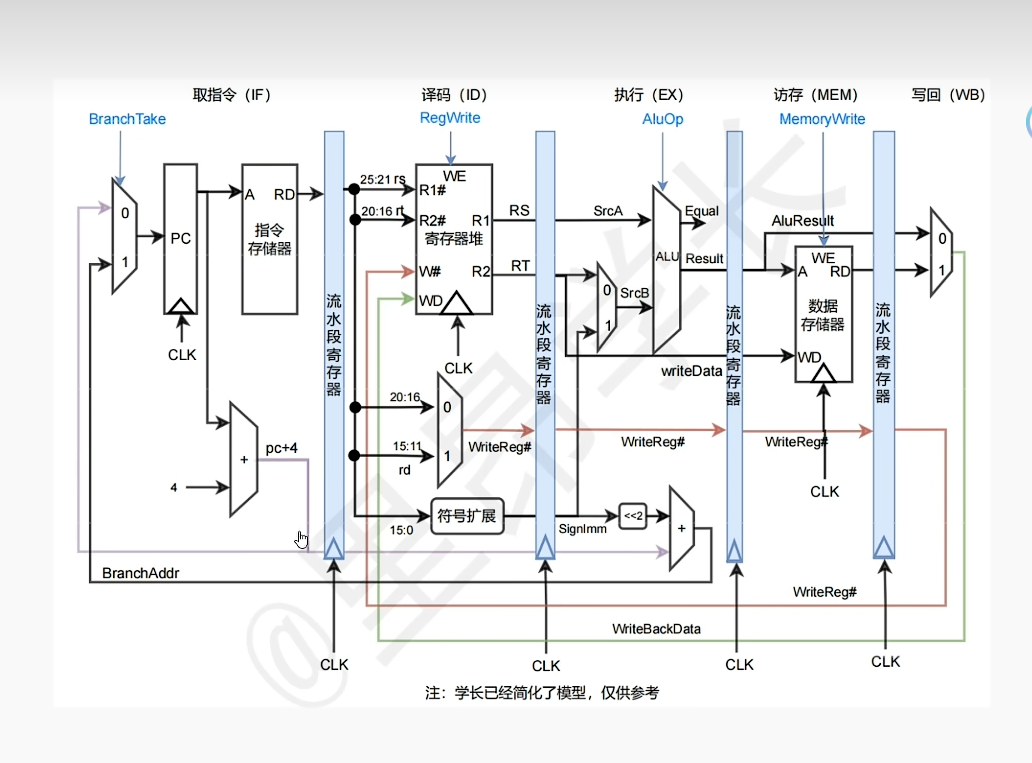 取指令（IF）
译码（ID）
执行（EX）
访存（MEM）
写回（WB）
BranchTake
RegWrite
AluOp
MemoryWrite
0
1
PC
CLK
A
RD
指令
存储器
4
+
pc+4
BranchAddr
流水段寄存器
CLK
25:21 rs
20:16 rt
R1#
R2#
WE
R1
寄存器堆
W#
R2
WD
CLK
RS
RT
20:16
0
15:11
rd
1
WriteReg#
15:0
符号扩展
流水段寄存器
CLK
SrcA
0
1
SrcB
ALU
Equal
Result
writeData
WriteReg#
SignImm
<<2
+
流水段寄存器
CLK
AluResult
WE
A
RD
数据
存储器
WD
WriteReg#
CLK
流水段寄存器
CLK
0
1
WriteReg#
WriteBackData
注：学长已经简化了模型，仅供参考
@里昂学长